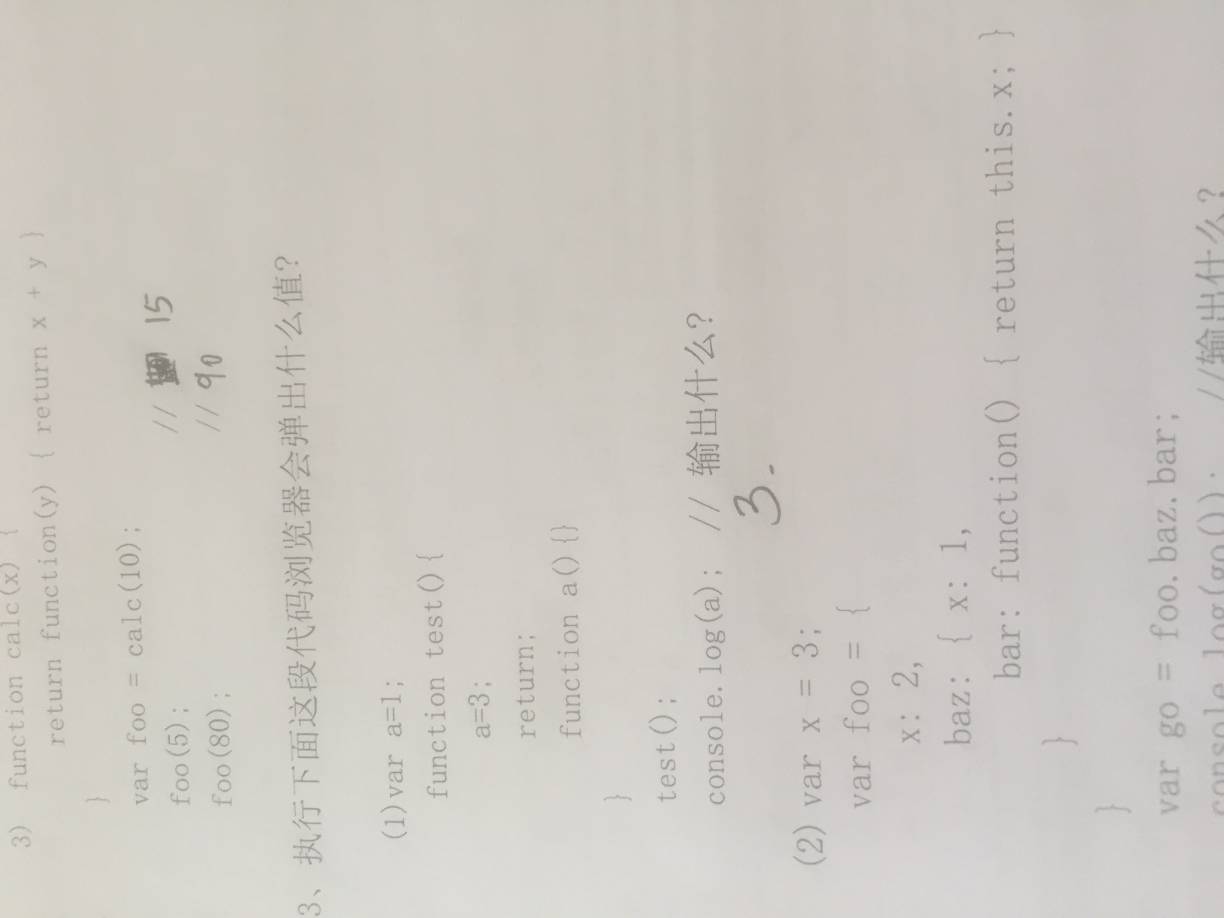 3) function calc(x) {
return function(y) { return x + y }
}
var foo = calc(10);
foo(5); // 15
foo(80); // 90
3、执行下面这段代码浏览器会弹出什么值?
(1)var a=1;
function test(){
a=3;
return;
function a(){}
}
test();
console.log(a); // 输出什么?
3.
(2) var x = 3;
var foo = {
x: 2,
baz: { x: 1,
bar: function() { return this.x; }
}
}
var go = foo.baz.bar;
console.log(go()); //输出什么?